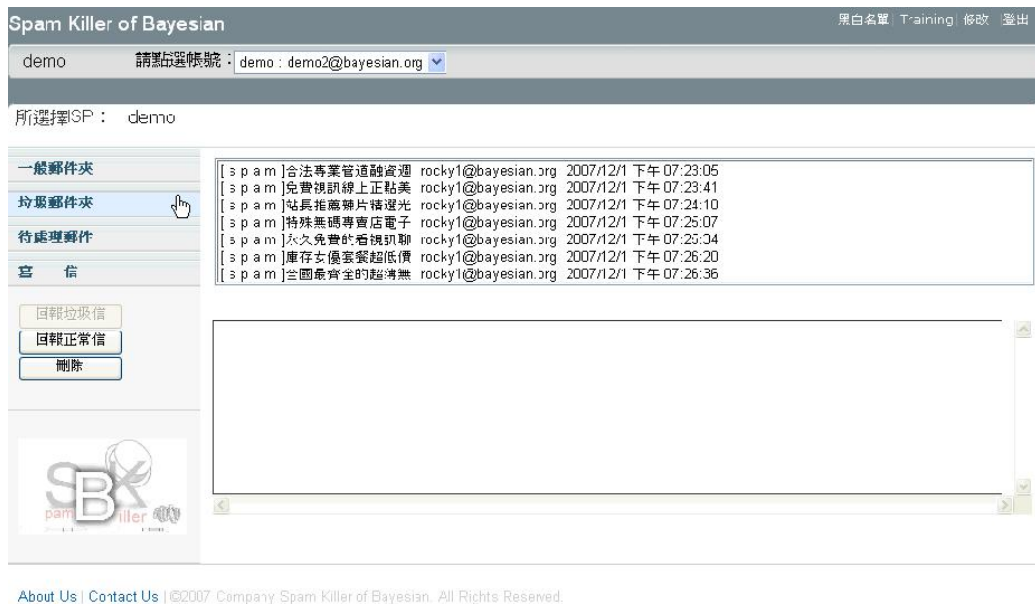 Spam Killer of Bayesian
黑白名單| Training| 修改 |登出
demo 請點選帳號：demo : demo2@bayesian.org
所選擇ISP： demo
一般郵件夾
垃圾郵件夾
待處理郵件
寫 信
回報垃圾信
回報正常信
刪除
[ s p a m ]合法專業管道融資週 rocky1@bayesian.org 2007/12/1 下午 07:23:05
[ s p a m ]免費視訊線上正點美 rocky1@bayesian.org 2007/12/1 下午 07:23:41
[ s p a m ]站長推薦辣片精選光 rocky1@bayesian.org 2007/12/1 下午 07:24:10
[ s p a m ]特殊無碼專賣店電子 rocky1@bayesian.org 2007/12/1 下午 07:25:07
[ s p a m ]永久免費的看視訊聊 rocky1@bayesian.org 2007/12/1 下午 07:25:34
[ s p a m ]庫存女優套餐超低價 rocky1@bayesian.org 2007/12/1 下午 07:26:20
[ s p a m ]全國最齊全的超清無 rocky1@bayesian.org 2007/12/1 下午 07:26:36
SBK
pam iller
About Us | Contact Us | ©2007 Company Spam Killer of Bayesian. All Rights Reserved.